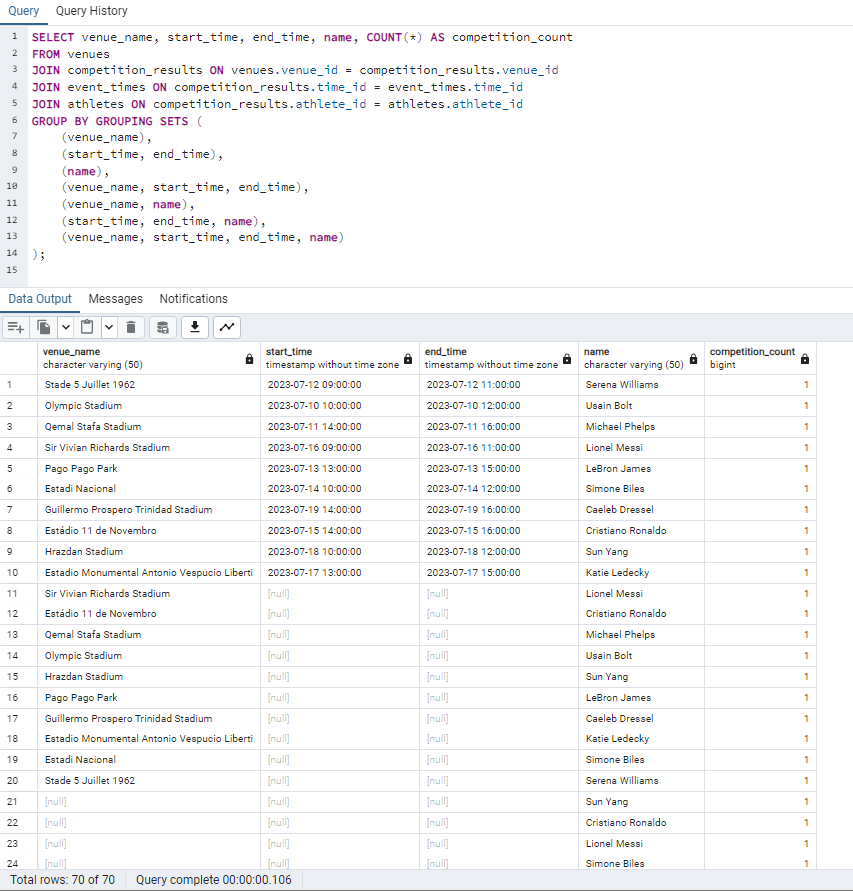 Query Query History
1 SELECT venue_name, start_time, end_time, name, COUNT(*) AS competition_count
2 FROM venues
3 JOIN competition_results ON venues.venue_id = competition_results.venue_id
4 JOIN event_times ON competition_results.time_id = event_times.time_id
5 JOIN athletes ON competition_results.athlete_id = athletes.athlete_id
6 GROUP BY GROUPING SETS (
7 (venue_name),
8 (start_time, end_time),
9 (name),
10 (venue_name, start_time, end_time),
11 (venue_name, name),
12 (start_time, end_time, name),
13 (venue_name, start_time, end_time, name)
14 );
15
Data Output Messages Notifications
venue_name start_time end_time name competition_count
character varying (50) timestamp without time zone timestamp without time zone character varying (50) bigint
1 Stade 5 Juillet 1962 2023-07-12 09:00:00 2023-07-12 11:00:00 Serena Williams 1
2 Olympic Stadium 2023-07-10 10:00:00 2023-07-10 12:00:00 Usain Bolt 1
3 Qemal Stafa Stadium 2023-07-11 14:00:00 2023-07-11 16:00:00 Michael Phelps 1
4 Sir Vivian Richards Stadium 2023-07-16 09:00:00 2023-07-16 11:00:00 Lionel Messi 1
5 Pago Pago Park 2023-07-13 13:00:00 2023-07-13 15:00:00 LeBron James 1
6 Estadi Nacional 2023-07-14 10:00:00 2023-07-14 12:00:00 Simone Biles 1
7 Guillermo Prospero Trinidad Stadium 2023-07-19 14:00:00 2023-07-19 16:00:00 Caeleb Dressel 1
8 Estádio 11 de Novembro 2023-07-15 14:00:00 2023-07-15 16:00:00 Cristiano Ronaldo 1
9 Hrazdan Stadium 2023-07-18 10:00:00 2023-07-18 12:00:00 Sun Yang 1
10 Estadio Monumental Antonio Vespucio Liberti 2023-07-17 13:00:00 2023-07-17 15:00:00 Katie Ledecky 1
11 Sir Vivian Richards Stadium [null] [null] Lionel Messi 1
12 Estádio 11 de Novembro [null] [null] Cristiano Ronaldo 1
13 Qemal Stafa Stadium [null] [null] Michael Phelps 1
14 Olympic Stadium [null] [null] Usain Bolt 1
15 Hrazdan Stadium [null] [null] Sun Yang 1
16 Pago Pago Park [null] [null] LeBron James 1
17 Guillermo Prospero Trinidad Stadium [null] [null] Caeleb Dressel 1
18 Estadio Monumental Antonio Vespucio Liberti [null] [null] Katie Ledecky 1
19 Estadi Nacional [null] [null] Simone Biles 1
20 Stade 5 Juillet 1962 [null] [null] Serena Williams 1
21 [null] [null] [null] Sun Yang 1
22 [null] [null] [null] Cristiano Ronaldo 1
23 [null] [null] [null] Lionel Messi 1
24 [null] [null] [null] Simone Biles 1
Total rows: 70 of 70 Query complete 00:00:00.106